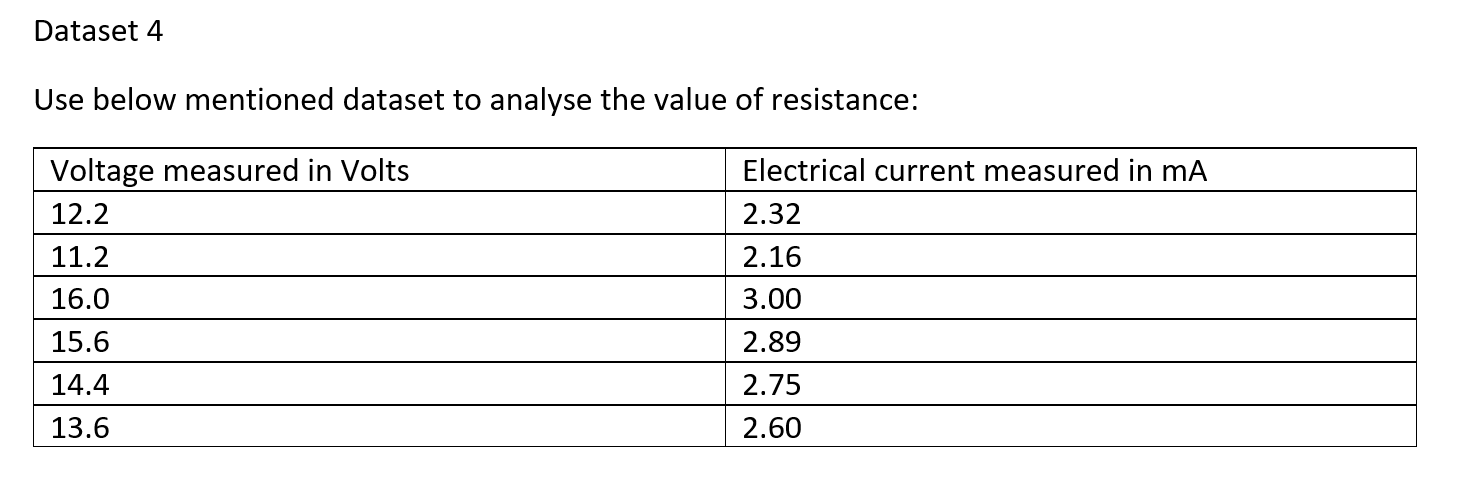 Dataset 4
Use below mentioned dataset to analyse the value of resistance:
Voltage measured in Volts Electrical current measured in mA
12.2 2.32
11.2 2.16
16.0 3.00
15.6 2.89
14.4 2.75
13.6 2.60